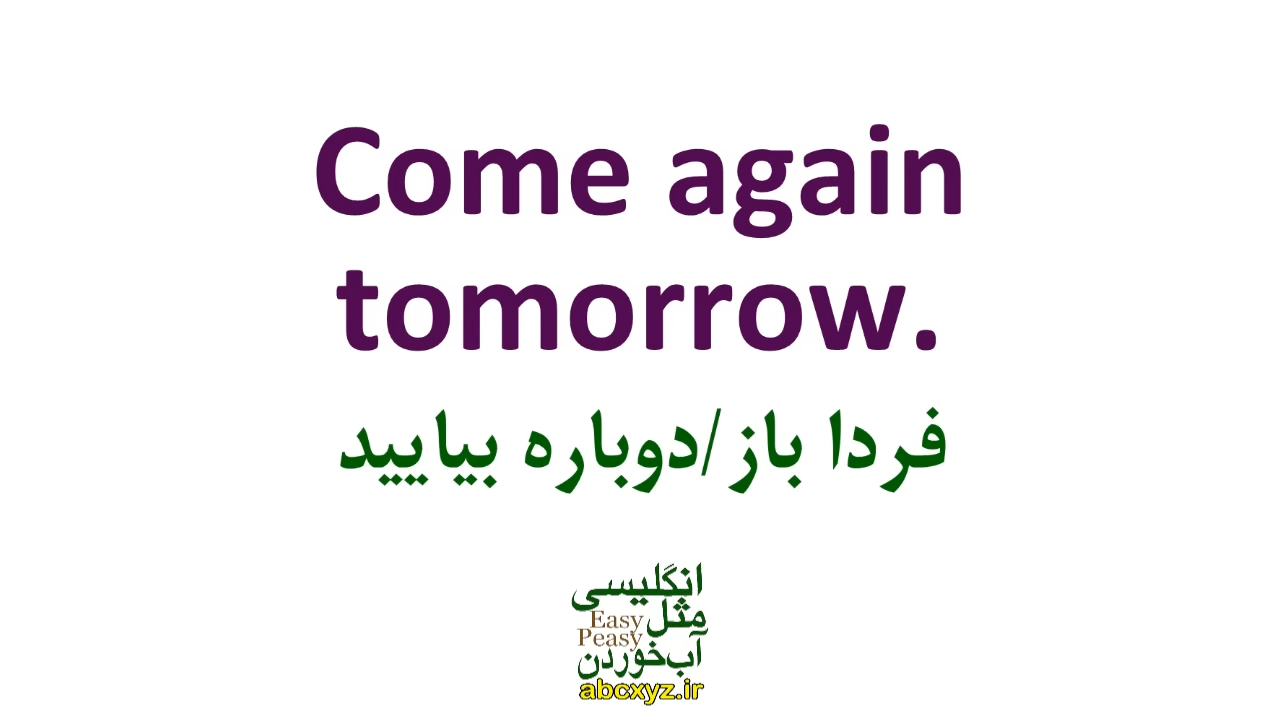 Come again
tomorrow.
فردا باز/دوباره بیایید
انگلیسی
مثل
Easy
Peasy
آب‌خوردن
abcxyz.ir